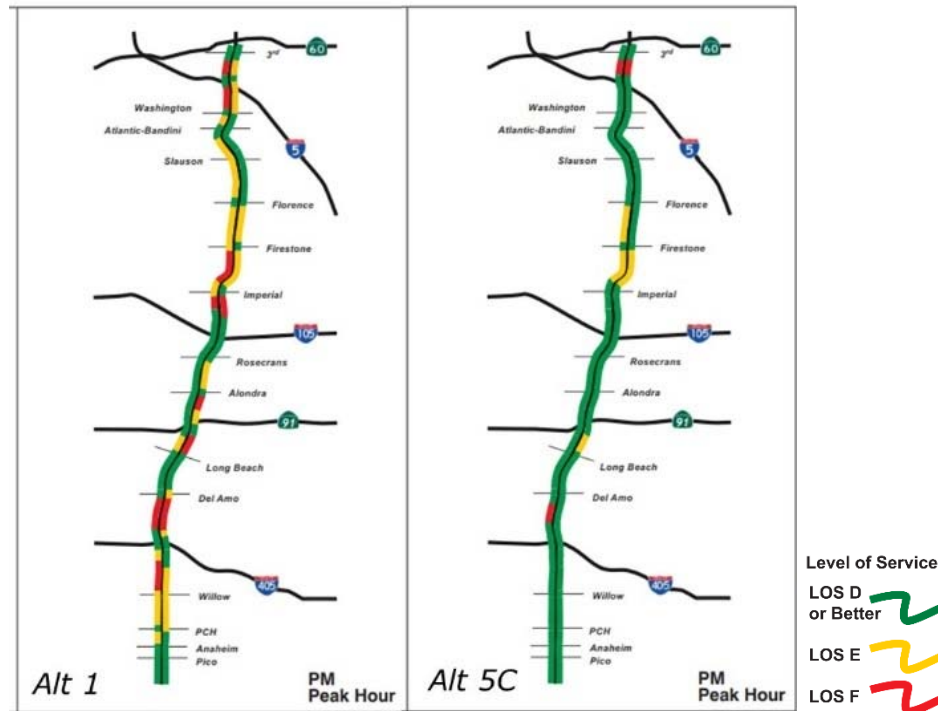 60
3rd
Washington
Atlantic-Bandini
5
Slauson
Florence
Firestone
Imperial
105
Rosecrans
Alondra
91
Long Beach
Del Amo
405
Willow
PCH
Anaheim
Pico
Alt 1
PM
Peak Hour
60
3rd
Washington
Atlantic-Bandini
5
Slauson
Florence
Firestone
Imperial
105
Rosecrans
Alondra
91
Long Beach
Del Amo
405
Willow
PCH
Anaheim
Pico
Alt 5C
PM
Peak Hour
Level of Service
LOS D
or Better
LOS E
LOS F